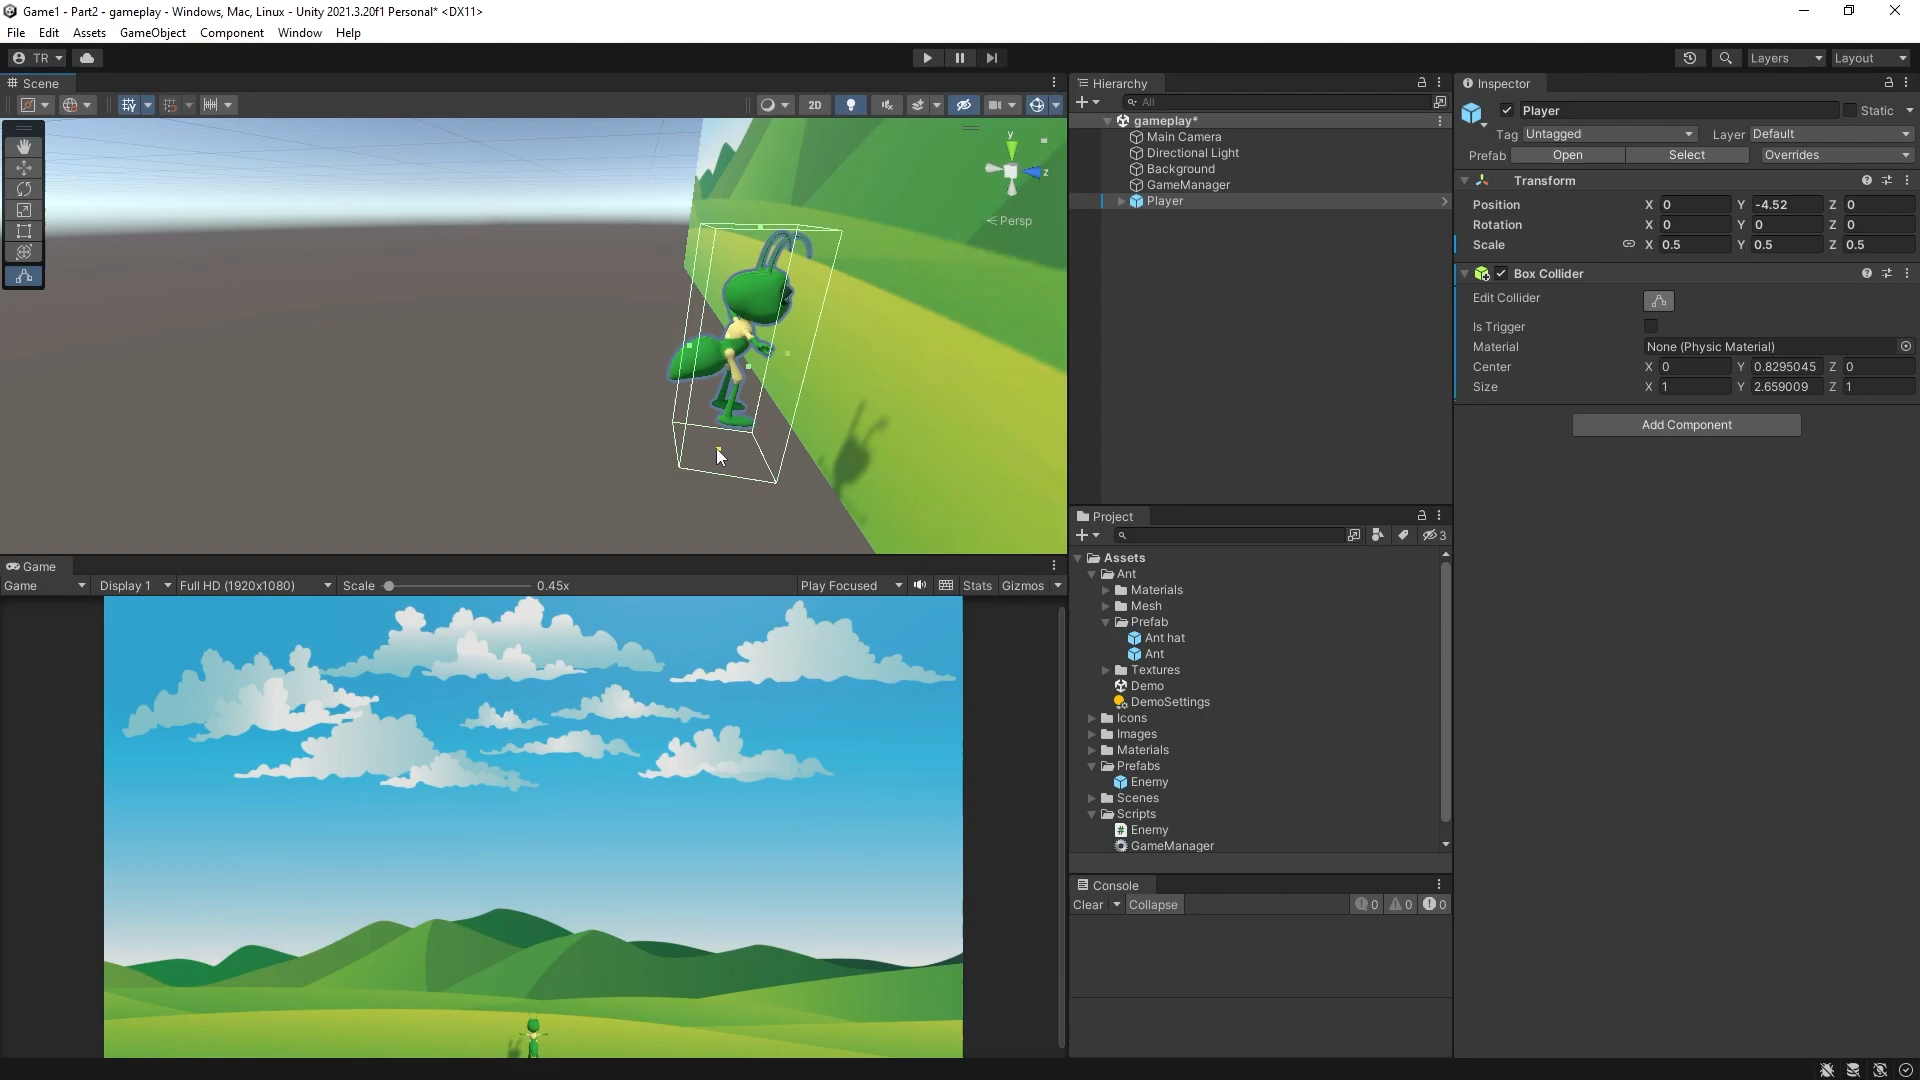 Game1 - Part2 - gameplay - Windows, Mac, Linux - Unity 2021.3.20f1 Personal* <DX11>
File Edit Assets GameObject Component Window Help
TR Layers Layout
Scene
2D
y
z
Persp
Game
Game Display 1 Full HD (1920x1080) Scale 0.45x Play Focused Stats Gizmos
Hierarchy
All
gameplay*
Main Camera
Directional Light
Background
GameManager
Player
Project
3
Assets
Ant
Materials
Mesh
Prefab
Ant hat
Ant
Textures
Demo
DemoSettings
Icons
Images
Materials
Prefabs
Enemy
Scenes
Scripts
Enemy
GameManager
Console
Clear Collapse 0 0 0
Inspector
Player Static
Tag Untagged Layer Default
Prefab Open Select Overrides
Transform
Position X 0 Y -4.52 Z 0
Rotation X 0 Y 0 Z 0
Scale X 0.5 Y 0.5 Z 0.5
Box Collider
Edit Collider
Is Trigger
Material None (Physic Material)
Center X 0 Y 0.8295045 Z 0
Size X 1 Y 2.659009 Z 1
Add Component